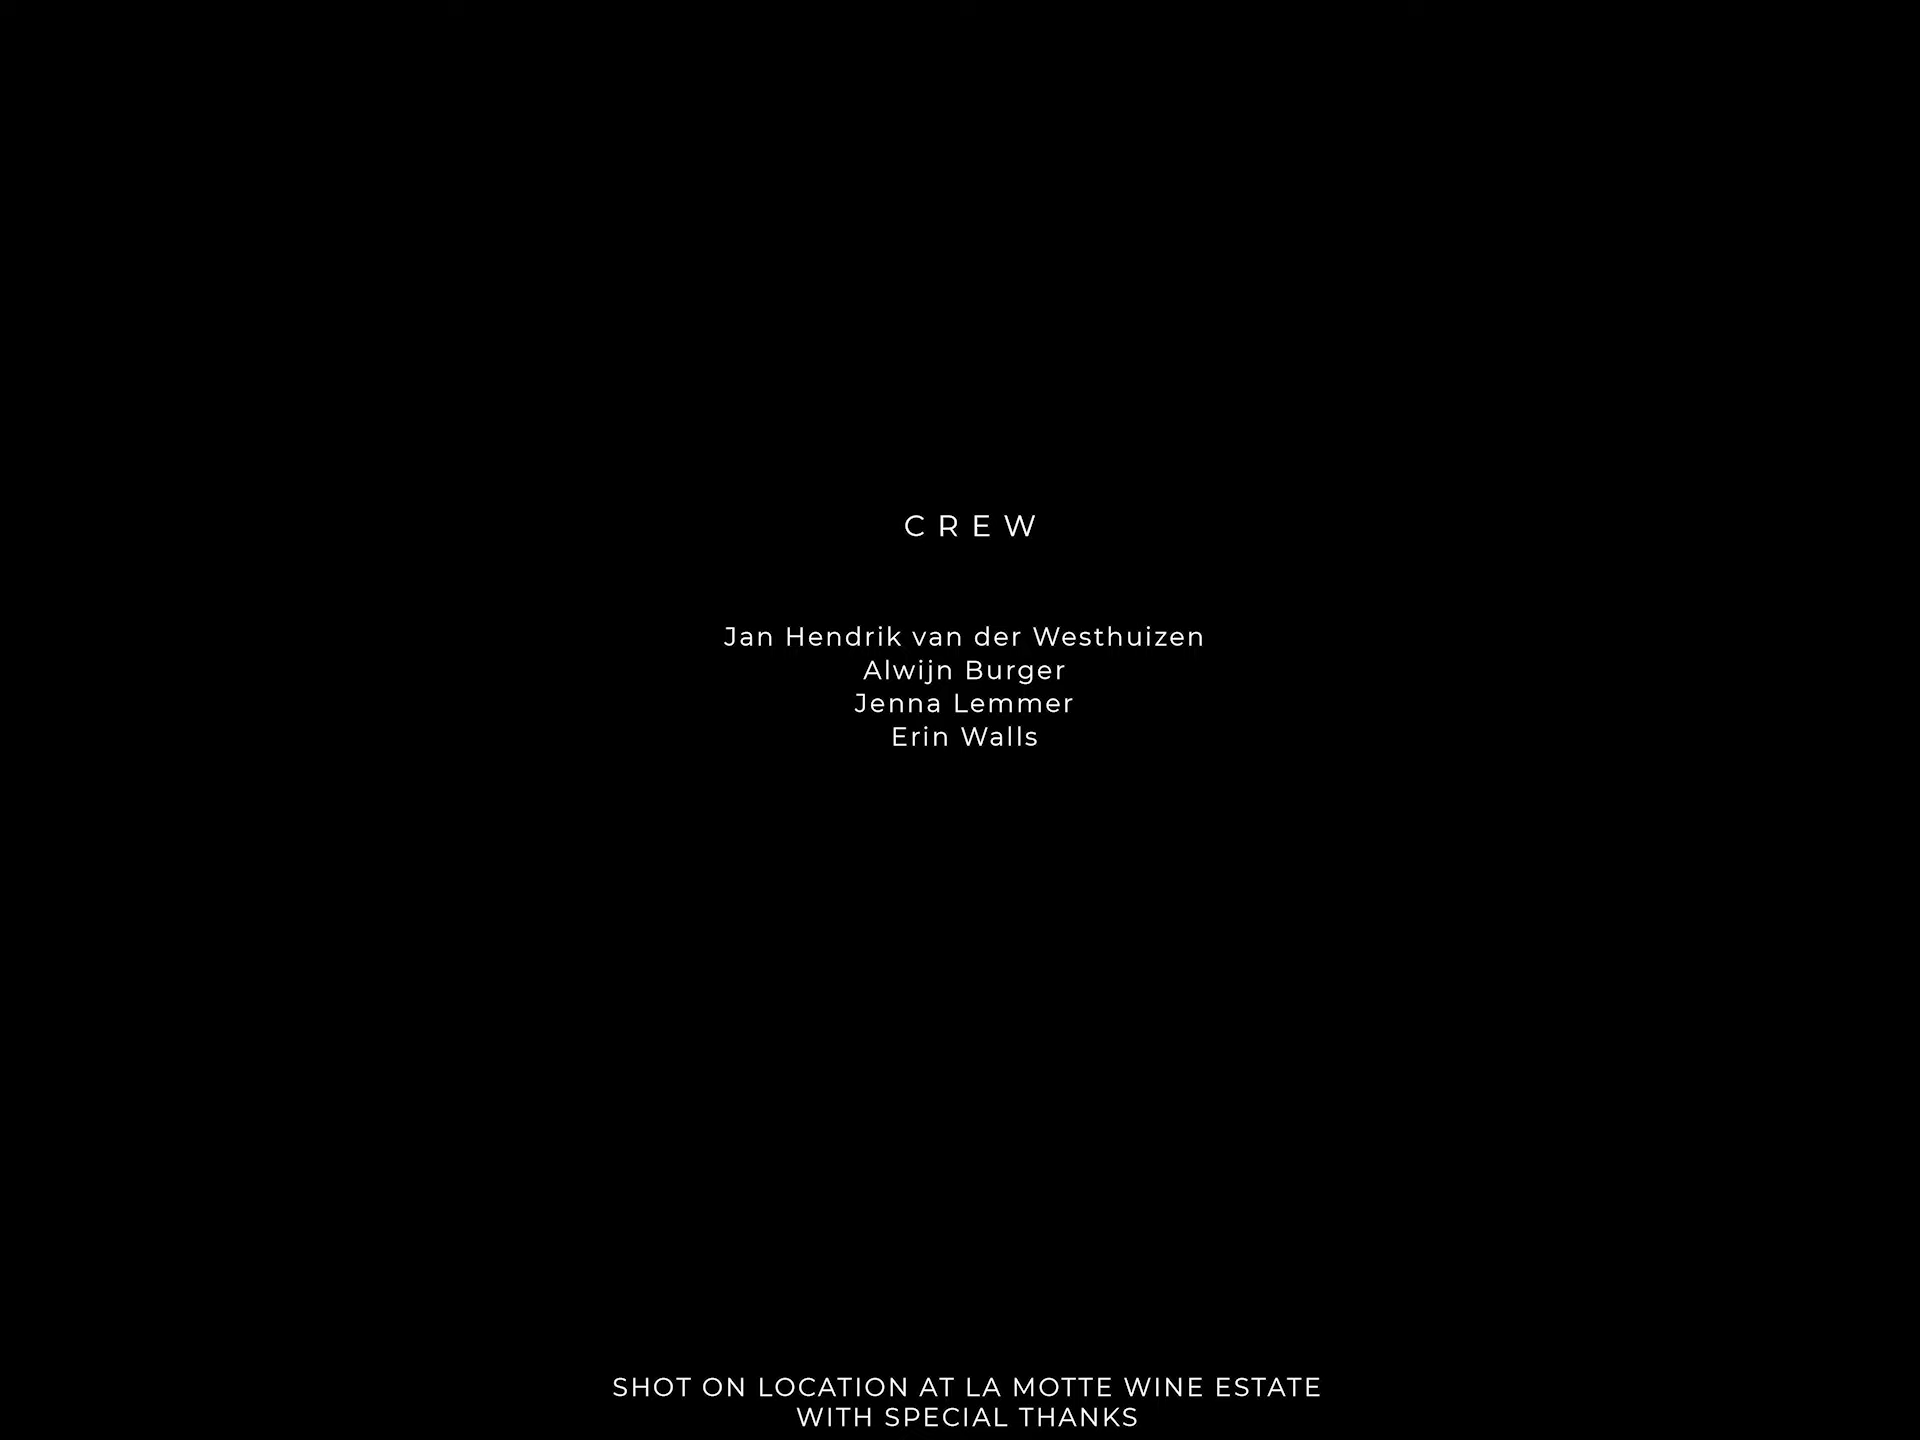 CREW
Jan Hendrik van der Westhuizen
Alwijn Burger
Jenna Lemmer
Erin Walls
SHOT ON LOCATION AT LA MOTTE WINE ESTATE
WITH SPECIAL THANKS